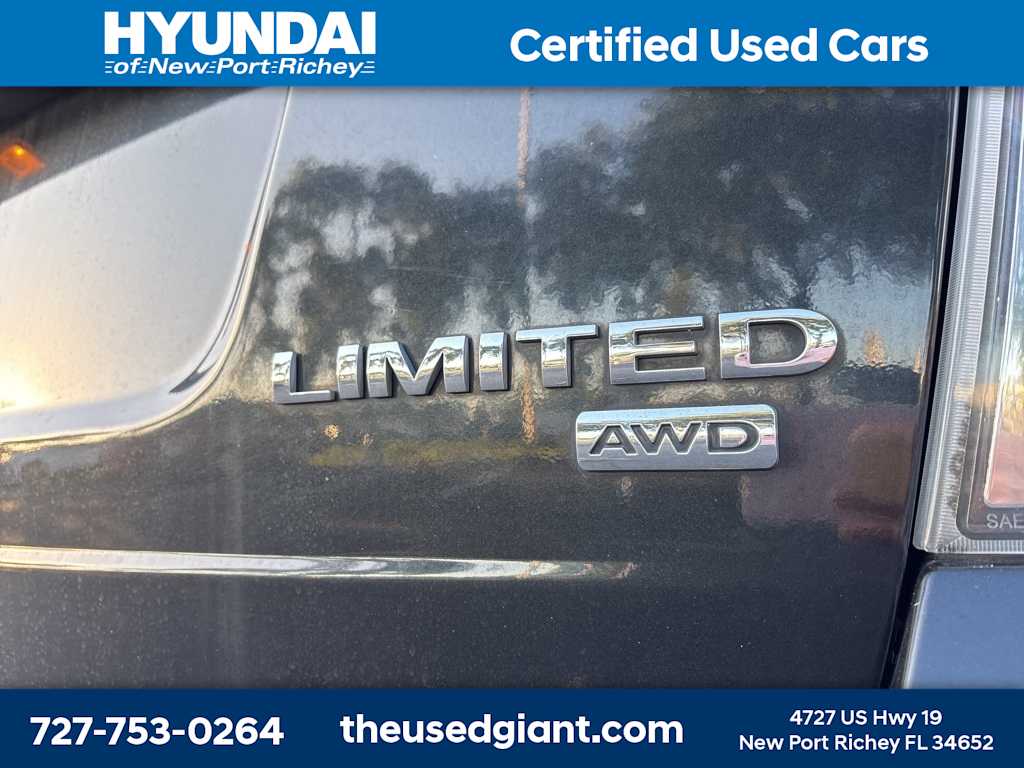 HYUNDAI
of New Port Richey
Certified Used Cars
LIMITED
AWD
SAE
727-753-0264
theusedgiant.com
4727 US Hwy 19
New Port Richey FL 34652